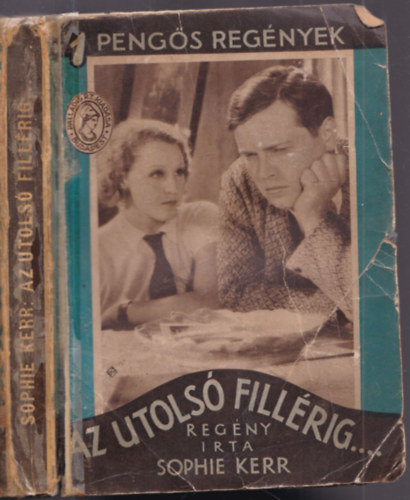 1 PENGŐS REGÉNYEK
AZ UTOLSÓ FILLÉRIG....
REGÉNY
IRTA
SOPHIE KERR
SOPHIE KERR: AZ UTOLSÓ FILLÉRIG...